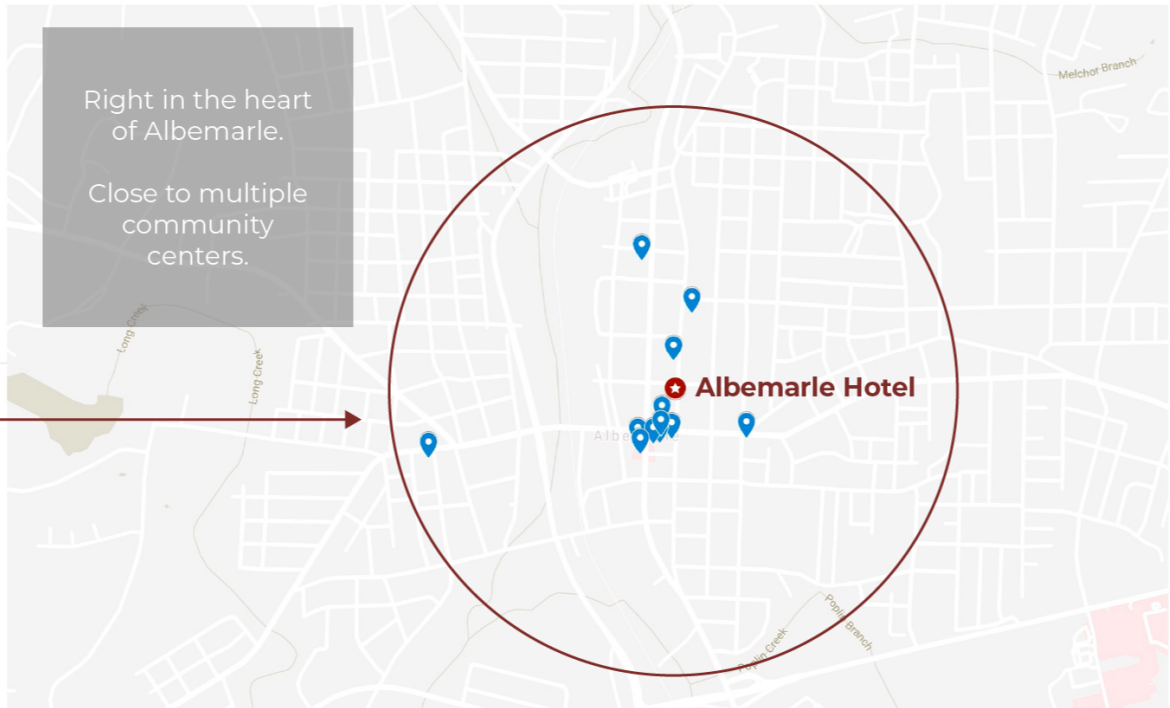 Right in the heart
of Albemarle.
Close to multiple
community
centers.
Melchor Branch
Long Creek
Long Creek
Albemarle Hotel
Poplin Branch
Poplin Creek